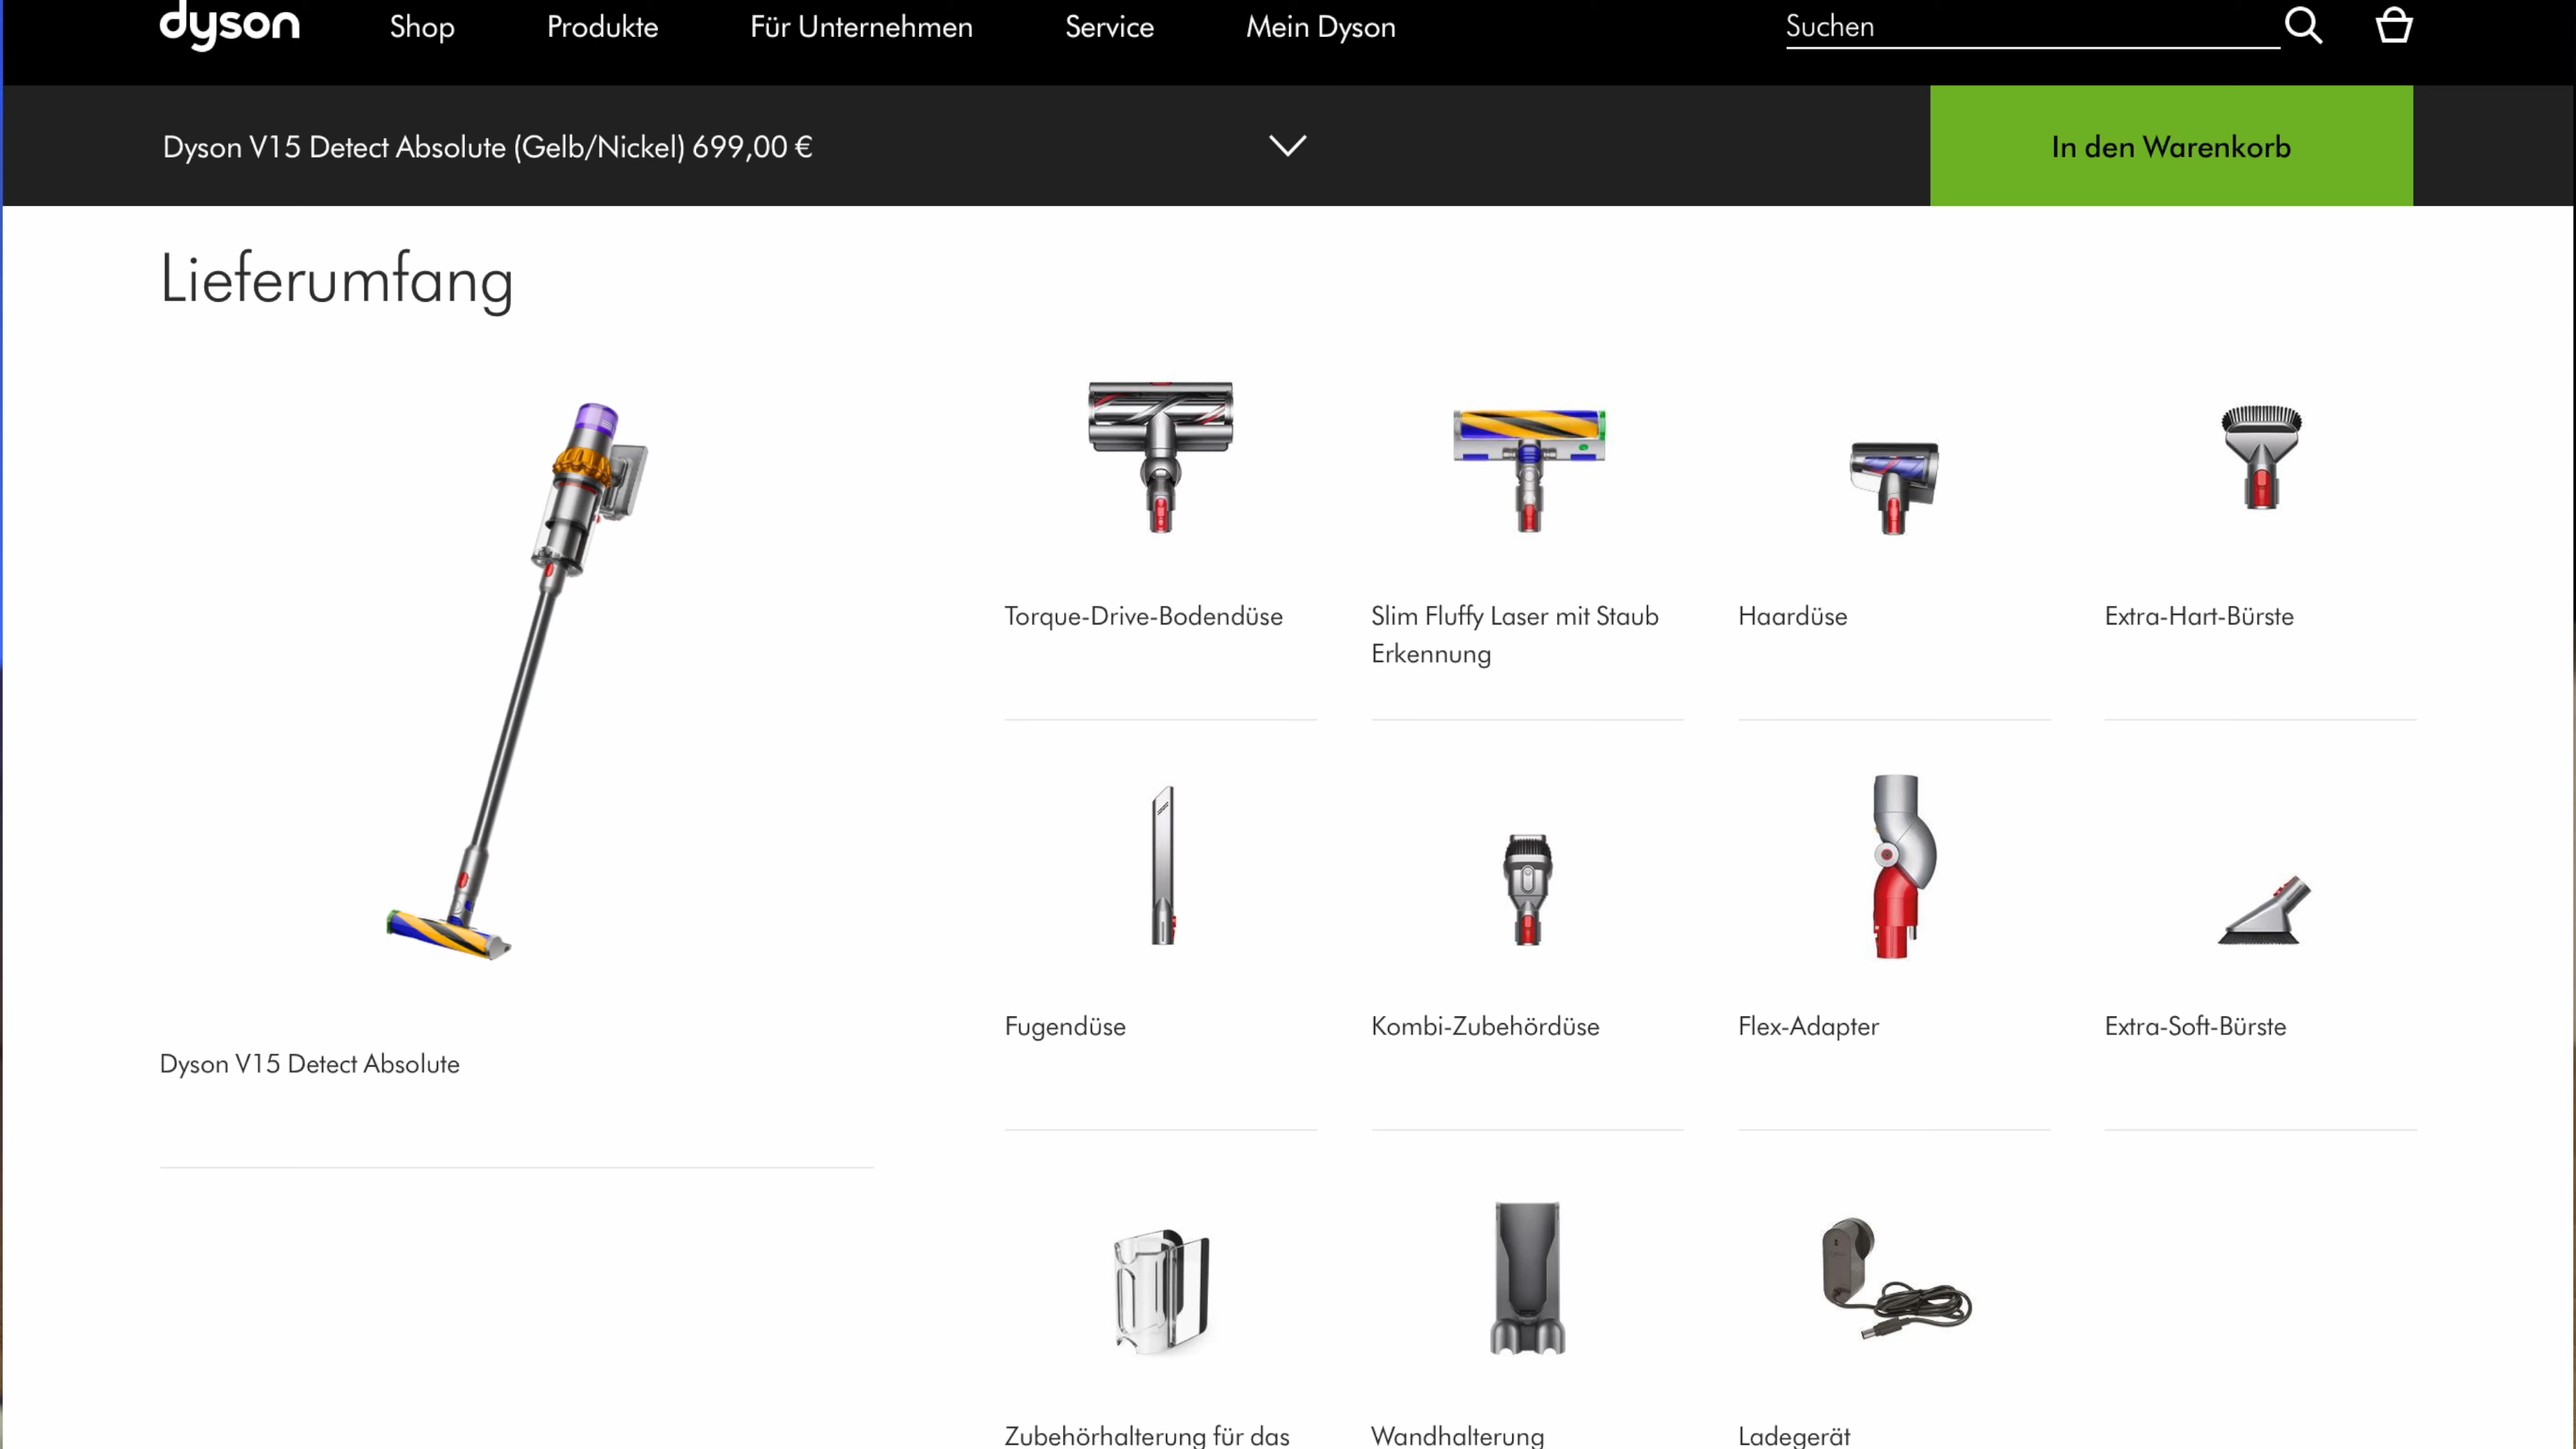 dyson
Shop
Produkte
Für Unternehmen
Service
Mein Dyson
Suchen
Dyson V15 Detect Absolute (Gelb/Nickel) 699,00 €
In den Warenkorb
Lieferumfang
Dyson V15 Detect Absolute
Torque-Drive-Bodendüse
Slim Fluffy Laser mit Staub
Erkennung
Haardüse
Extra-Hart-Bürste
Fugendüse
Kombi-Zubehördüse
Flex-Adapter
Extra-Soft-Bürste
Zubehörhalterung für das
Wandhalterung
Ladegerät